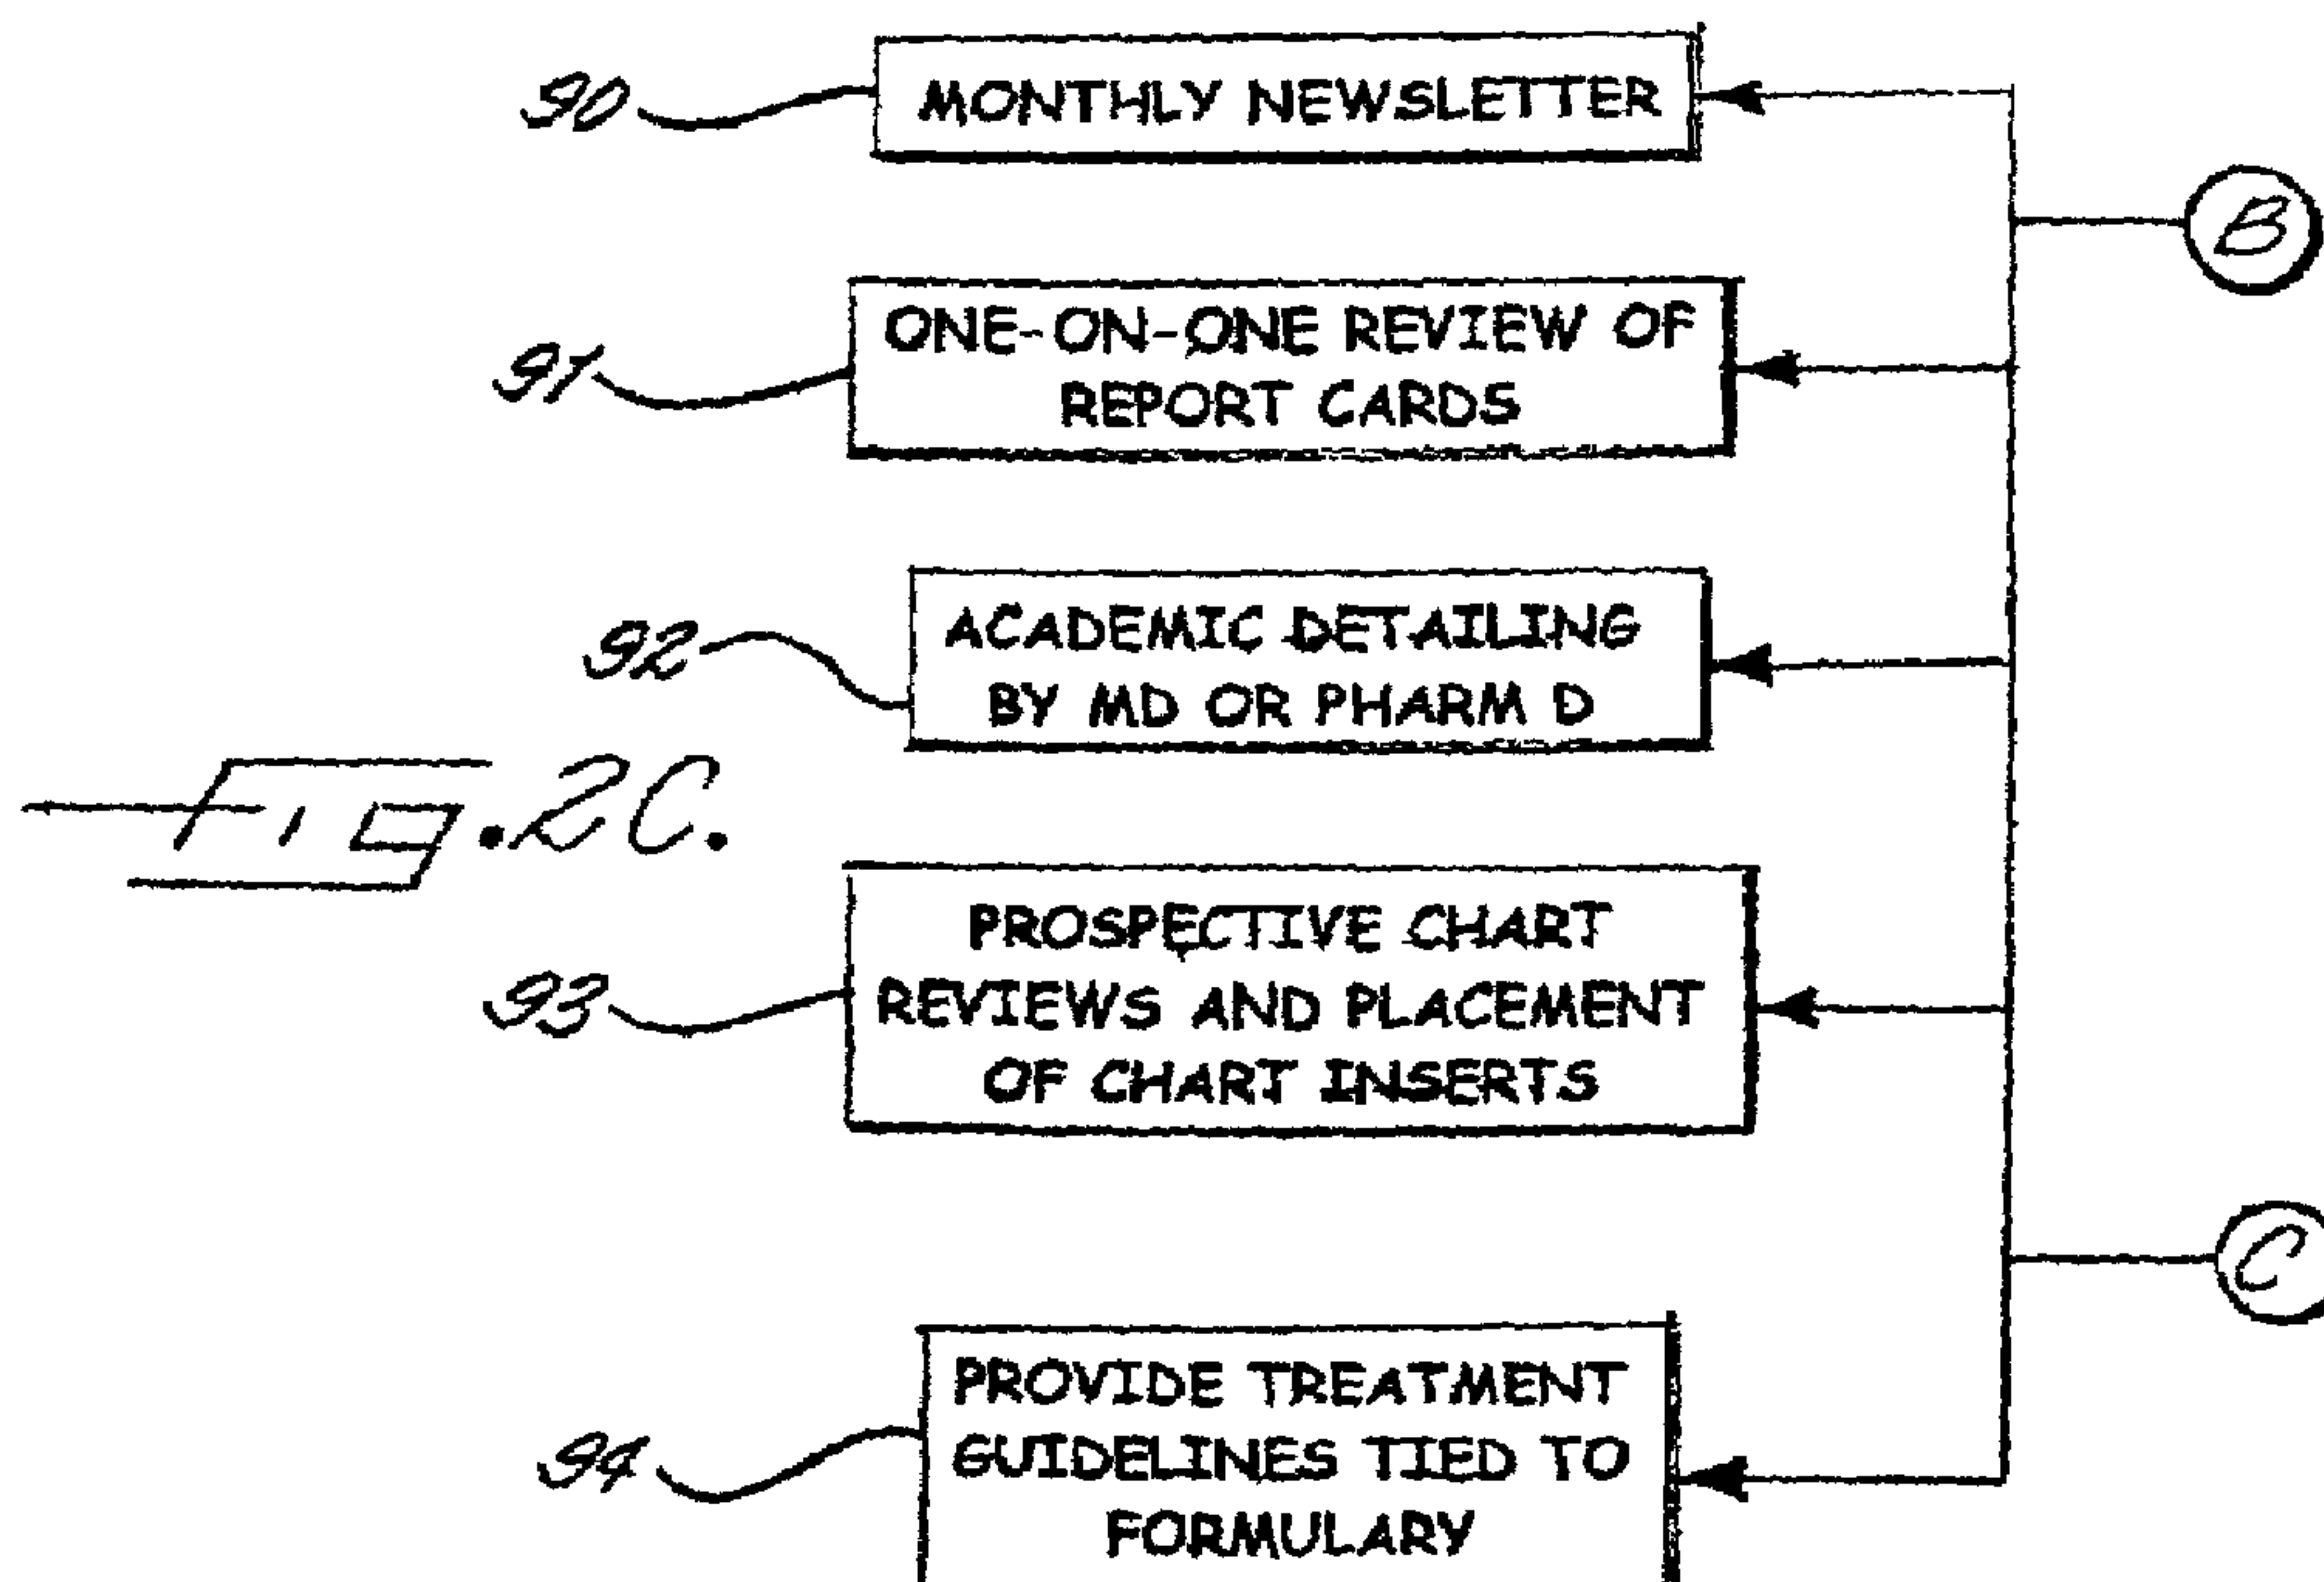 90
MONTHLY NEWSLETTER
B
91
ONE-ON-ONE REVIEW OF
REPORT CARDS
92
ACADEMIC DETAILING
BY MD OR PHARM D
Fig. 2C.
93
PROSPECTIVE CHART
REVIEWS AND PLACEMENT
OF CHART INSERTS
C
94
PROVIDE TREATMENT
GUIDELINES TIED TO
FORMULARY